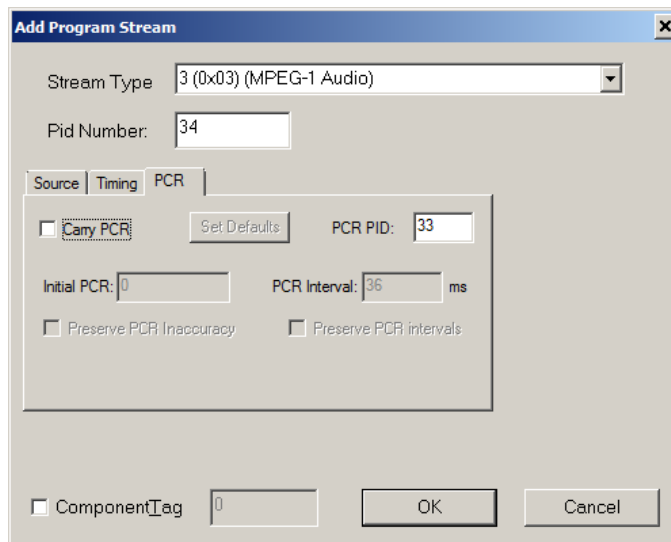 Add Program Stream
Stream Type 3 (0x03) (MPEG-1 Audio)
Pid Number: 34
Source Timing PCR
Carry PCR Set Defaults PCR PID: 33
Initial PCR: 0 PCR Interval: 36 ms
Preserve PCR Inaccuracy Preserve PCR intervals
ComponentTag 0 OK Cancel